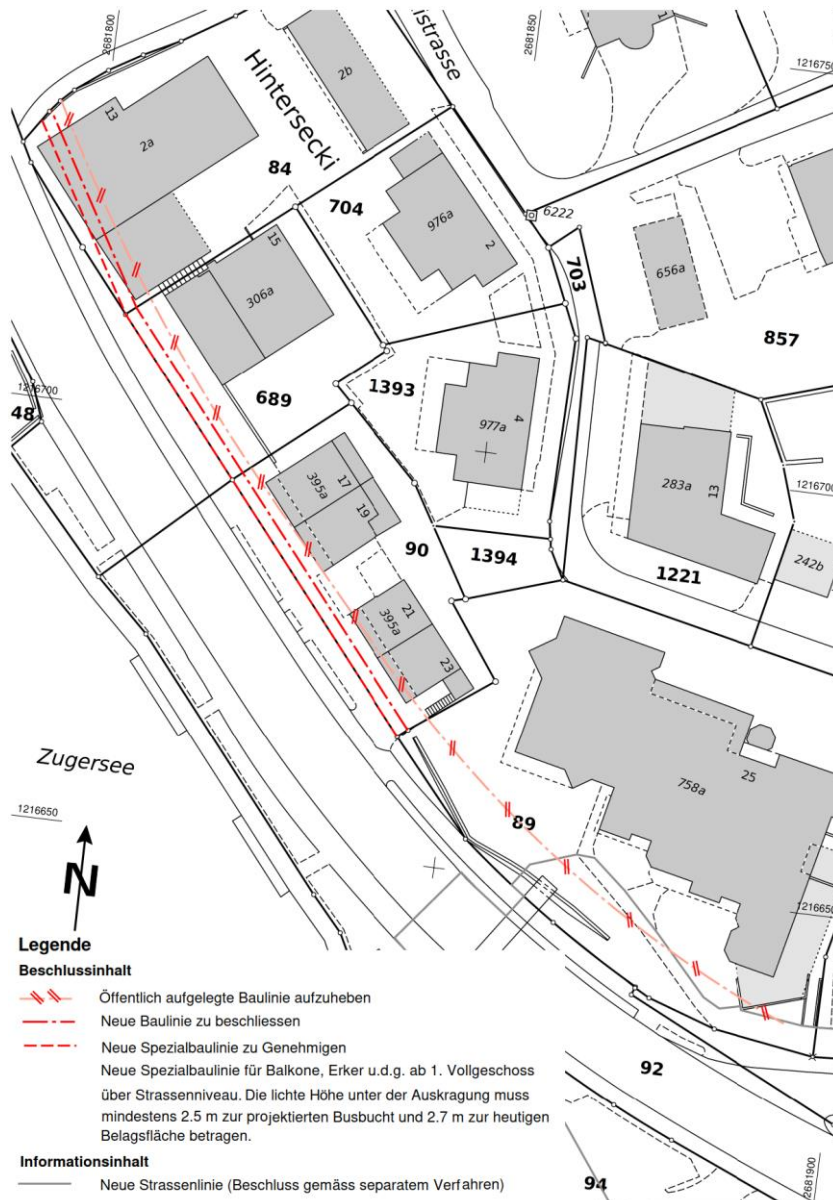 2681800
2681850
1216750
Hintersecki
2b
13
2a
84
704
976a
2
6222
703
656a
857
15
306a
1216700
48
689
1393
4
977a
283a
13
1216700
242b
395a
17
19
90
1394
1221
395a
21
23
Zugersee
1216650
89
25
758a
1216650
N
92
94
2681900
Legende
Beschlussinhalt
Öffentlich aufgelegte Baulinie aufzuheben
Neue Baulinie zu beschliessen
Neue Spezialbaulinie zu Genehmigen
Neue Spezialbaulinie für Balkone, Erker u.d.g. ab 1. Vollgeschoss
über Strassenniveau. Die lichte Höhe unter der Auskragung muss
mindestens 2.5 m zur projektierten Busbucht und 2.7 m zur heutigen
Belagsfläche betragen.
Informationsinhalt
Neue Strassenlinie (Beschluss gemäss separatem Verfahren)